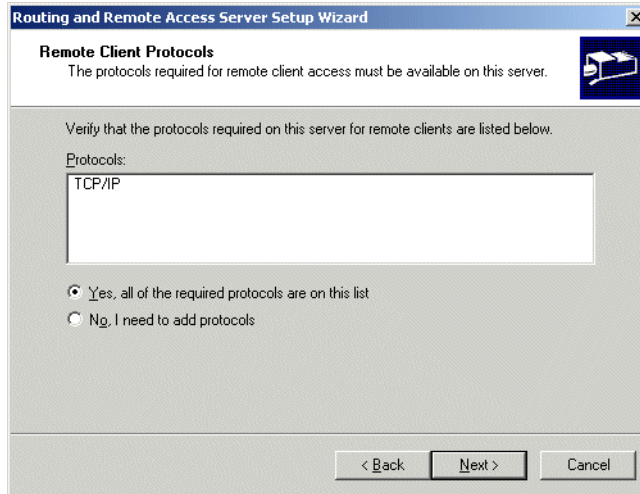 Routing and Remote Access Server Setup Wizard
Remote Client Protocols
The protocols required for remote client access must be available on this server.
Verify that the protocols required on this server for remote clients are listed below.
Protocols:
TCP/IP
Yes, all of the required protocols are on this list
No, I need to add protocols
< Back Next > Cancel